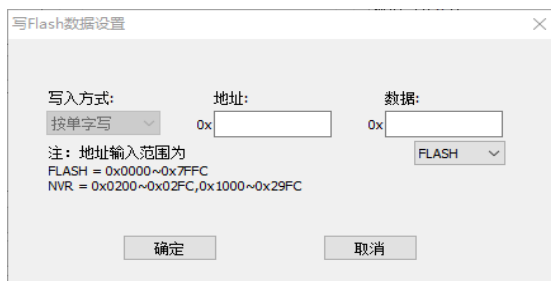 写Flash数据设置
写入方式: 地址: 数据:
按单字写 0x 0x
注: 地址输入范围为 FLASH
FLASH = 0x0000~0x7FFC
NVR = 0x0200~0x02FC,0x1000~0x29FC
确定 取消